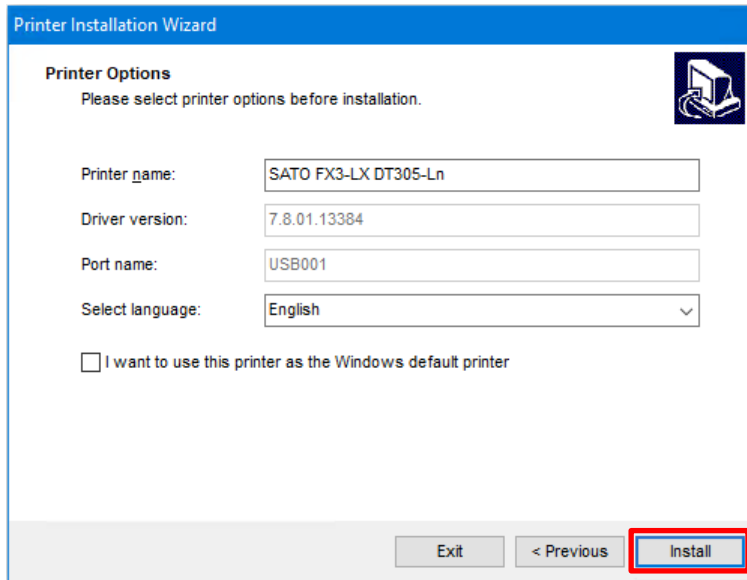 Printer Installation Wizard
Printer Options
Please select printer options before installation.
Printer name: SATO FX3-LX DT305-Ln
Driver version: 7.8.01.13384
Port name: USB001
Select language: English
I want to use this printer as the Windows default printer
Exit < Previous Install